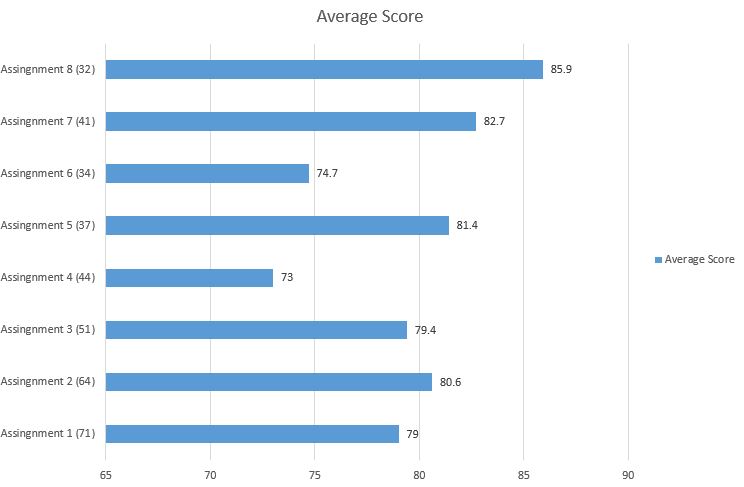 Average Score
Assingnment 8 (32)
85.9
Assingnment 7 (41)
82.7
Assingnment 6 (34)
74.7
Assingnment 5 (37)
81.4
Assingnment 4 (44)
73
Assingnment 3 (51)
79.4
Assingnment 2 (64)
80.6
Assingnment 1 (71)
79
65 70 75 80 85 90
Average Score